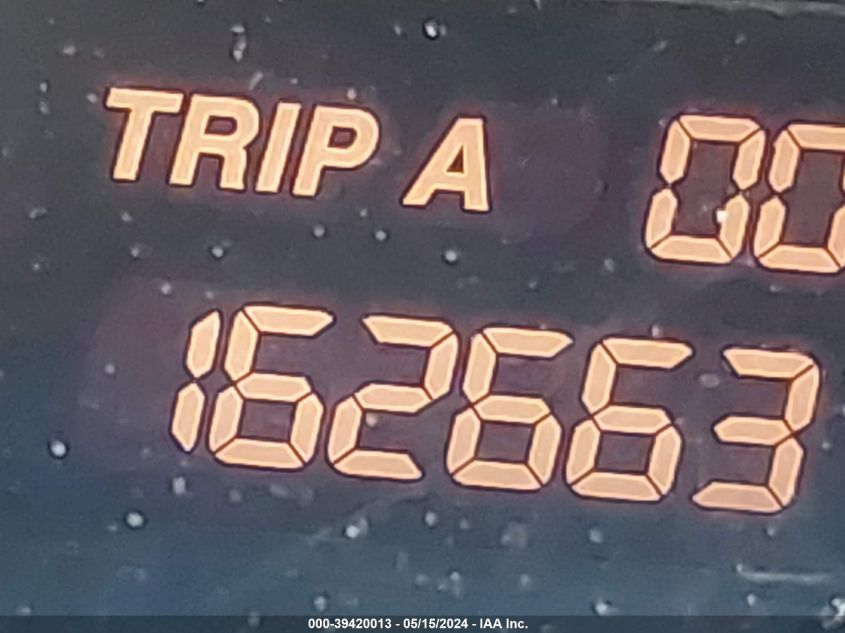 TRIP A 00
162663
000-39420013 - 05/15/2024 - IAA Inc.